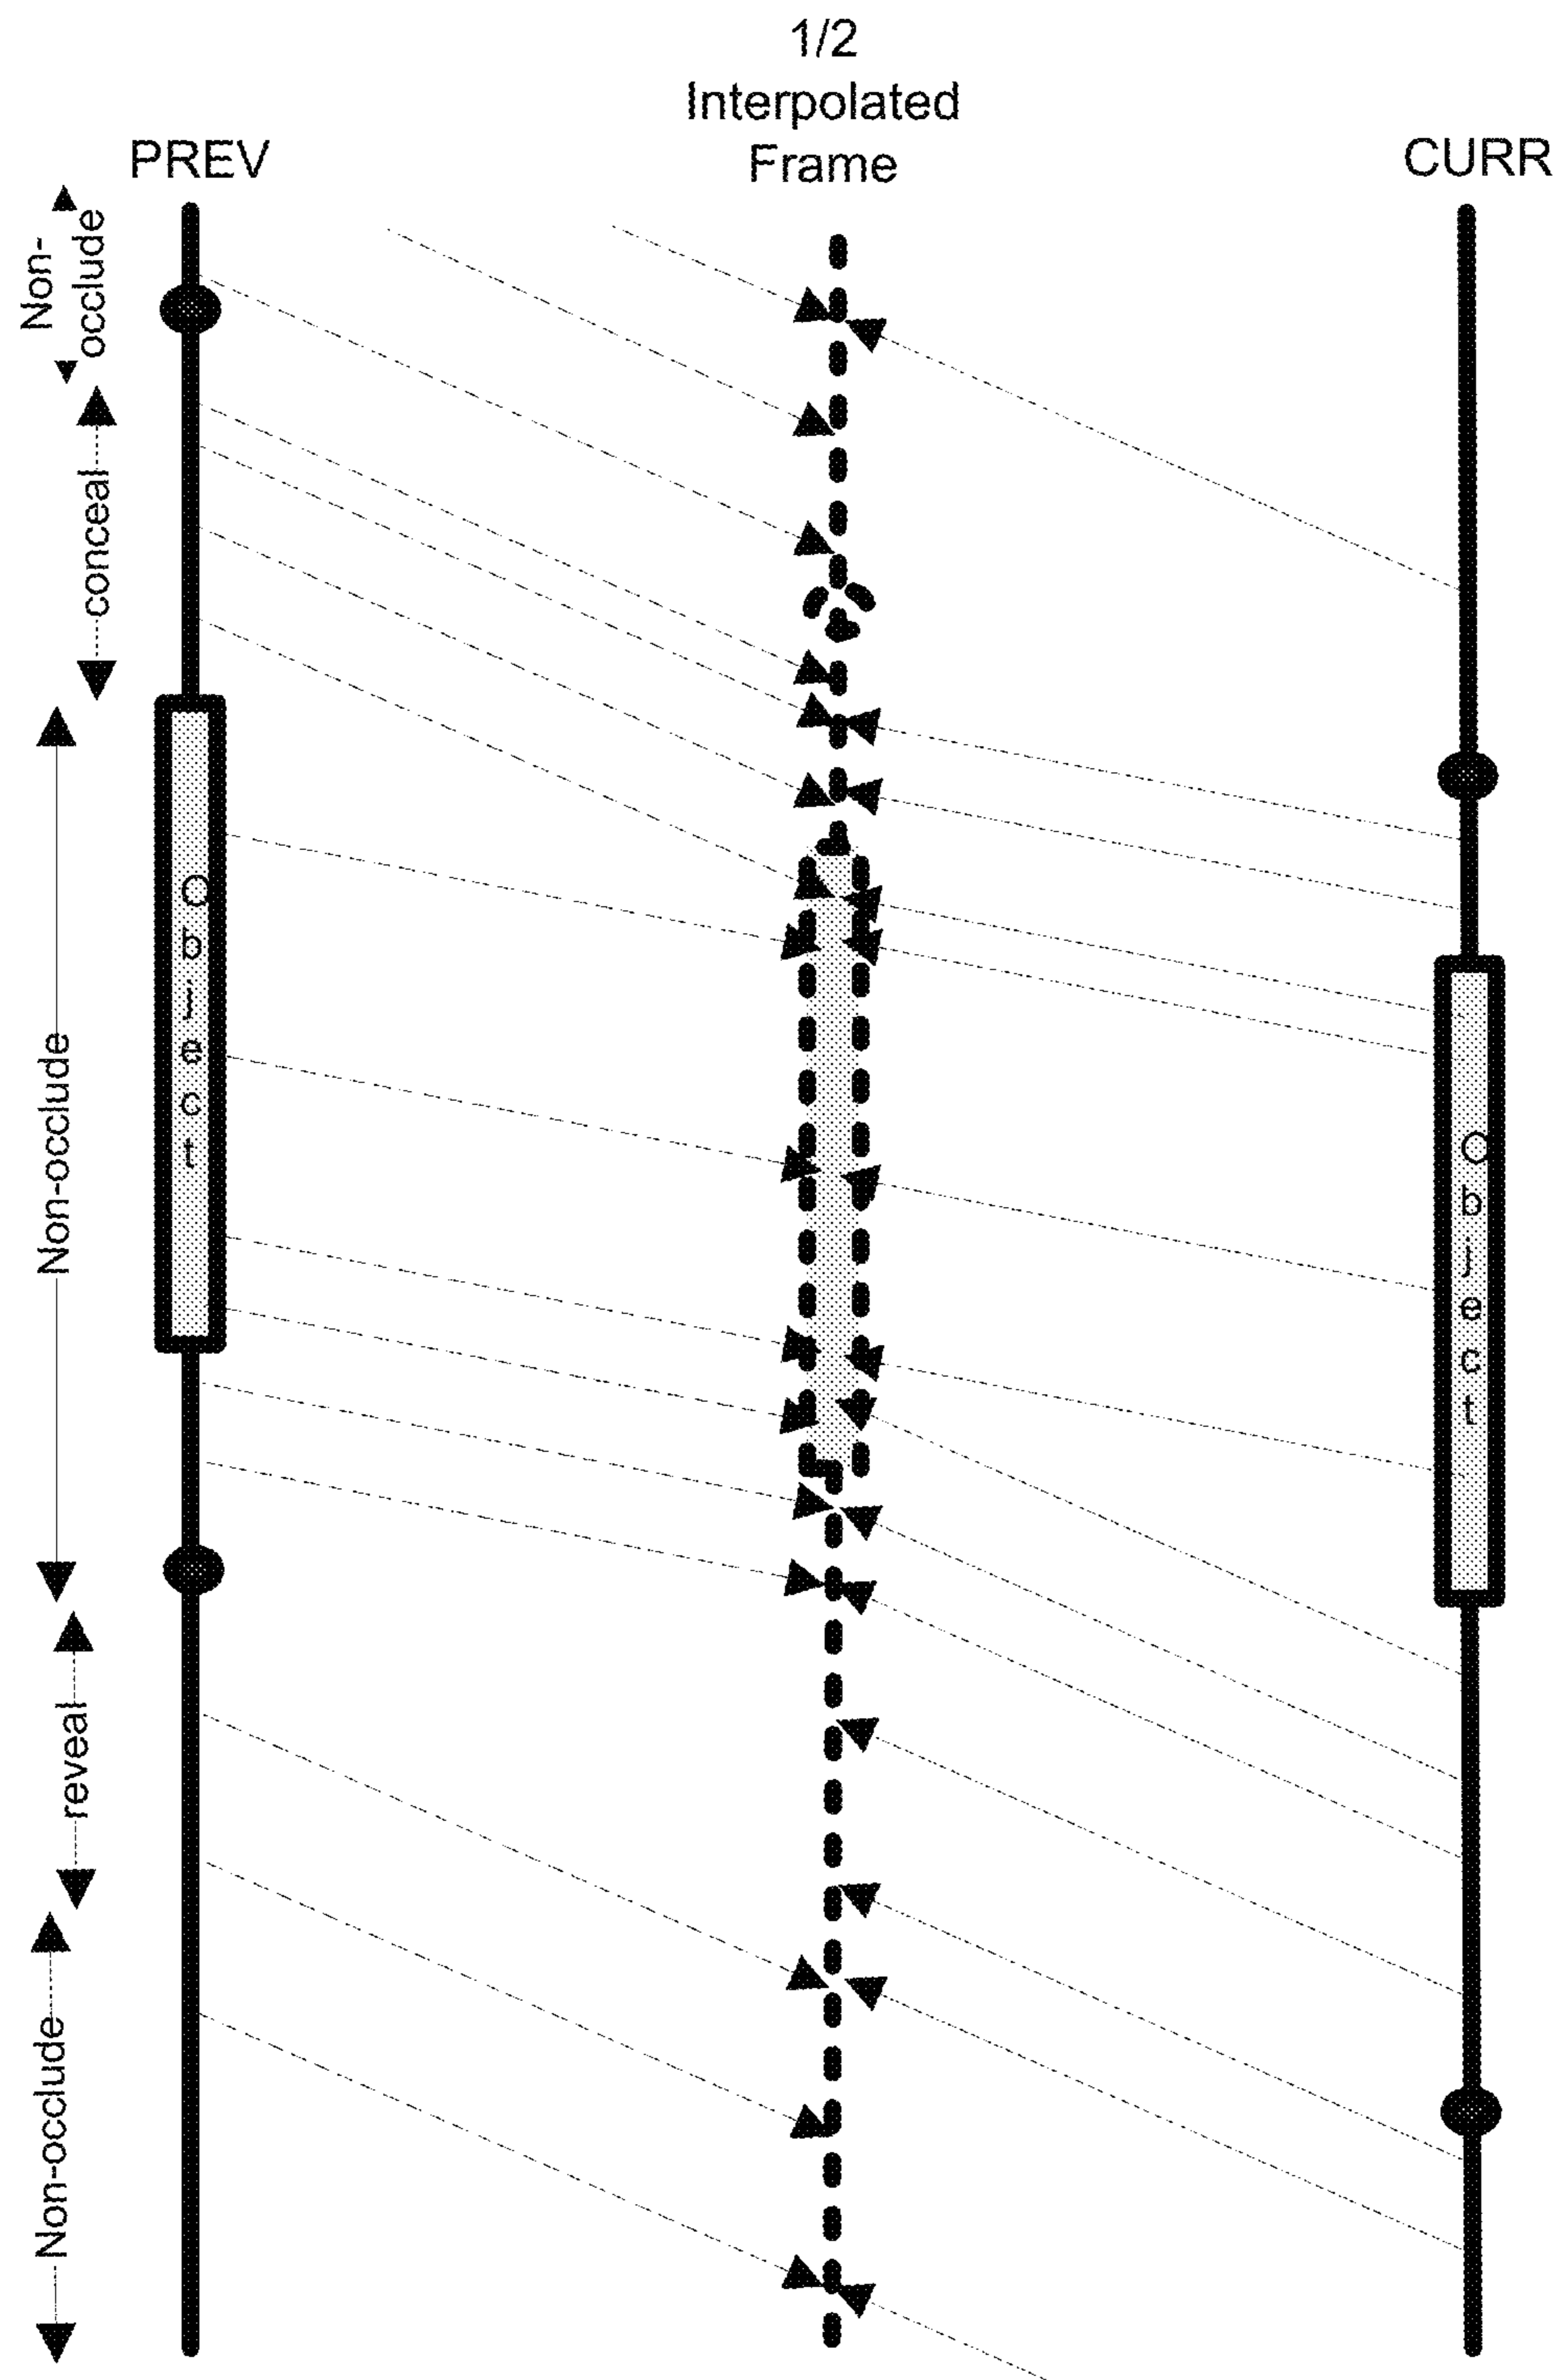 1/2
Interpolated
Frame
PREV
CURR
Non-
occlude
conceal
Non-occlude
reveal
Non-occlude
Object
Object